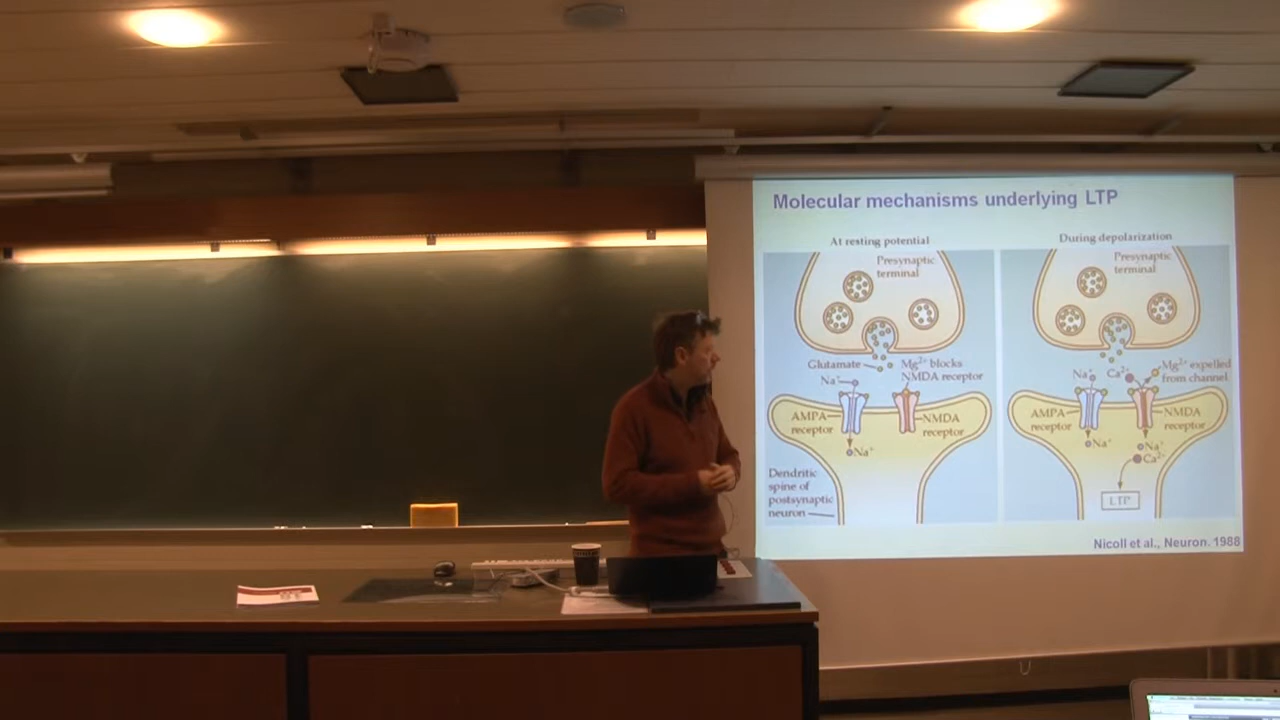 Molecular mechanisms underlying LTP
At resting potential
Presynaptic
terminal
Glutamate
Mg²⁺ blocks
NMDA receptor
Na⁺
AMPA
receptor
NMDA
receptor
Na⁺
Dendritic
spine of
postsynaptic
neuron
During depolarization
Presynaptic
terminal
Na⁺
Ca²⁺
Mg²⁺ expelled
from channel
AMPA
receptor
NMDA
receptor
Na⁺
Na⁺
Ca²⁺
LTP
Nicoll et al., Neuron. 1988